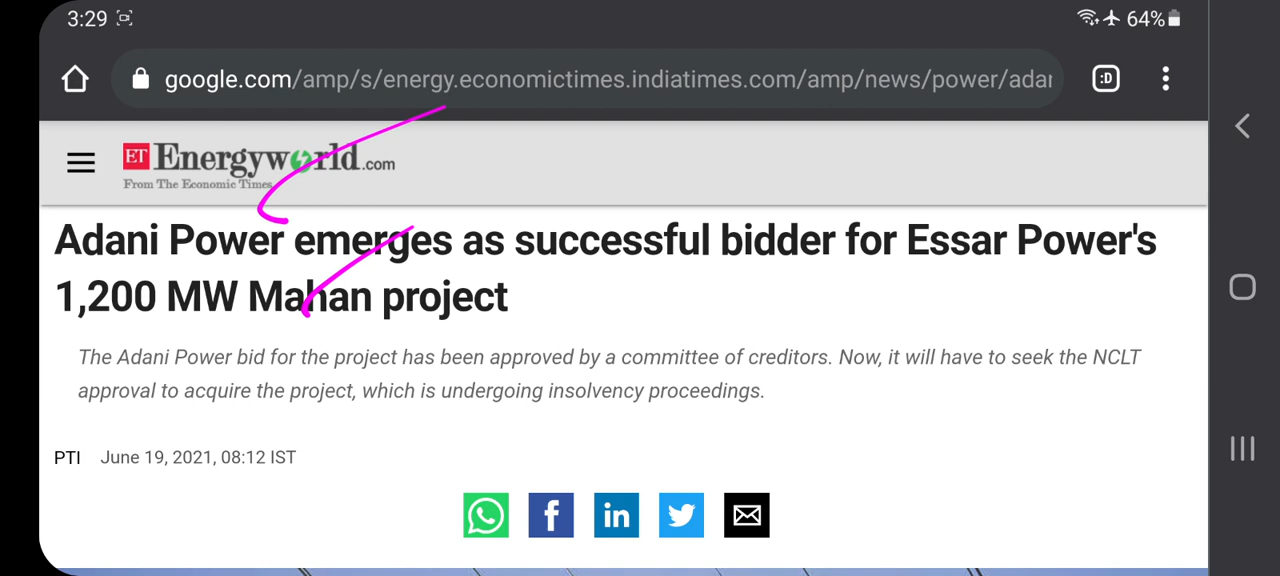 3:29
64%
google.com/amp/s/energy.economictimes.indiatimes.com/amp/news/power/adar
:D
ET Energyworld.com
From The Economic Times
Adani Power emerges as successful bidder for Essar Power's
1,200 MW Mahan project
The Adani Power bid for the project has been approved by a committee of creditors. Now, it will have to seek the NCLT
approval to acquire the project, which is undergoing insolvency proceedings.
PTI June 19, 2021, 08:12 IST
f
in